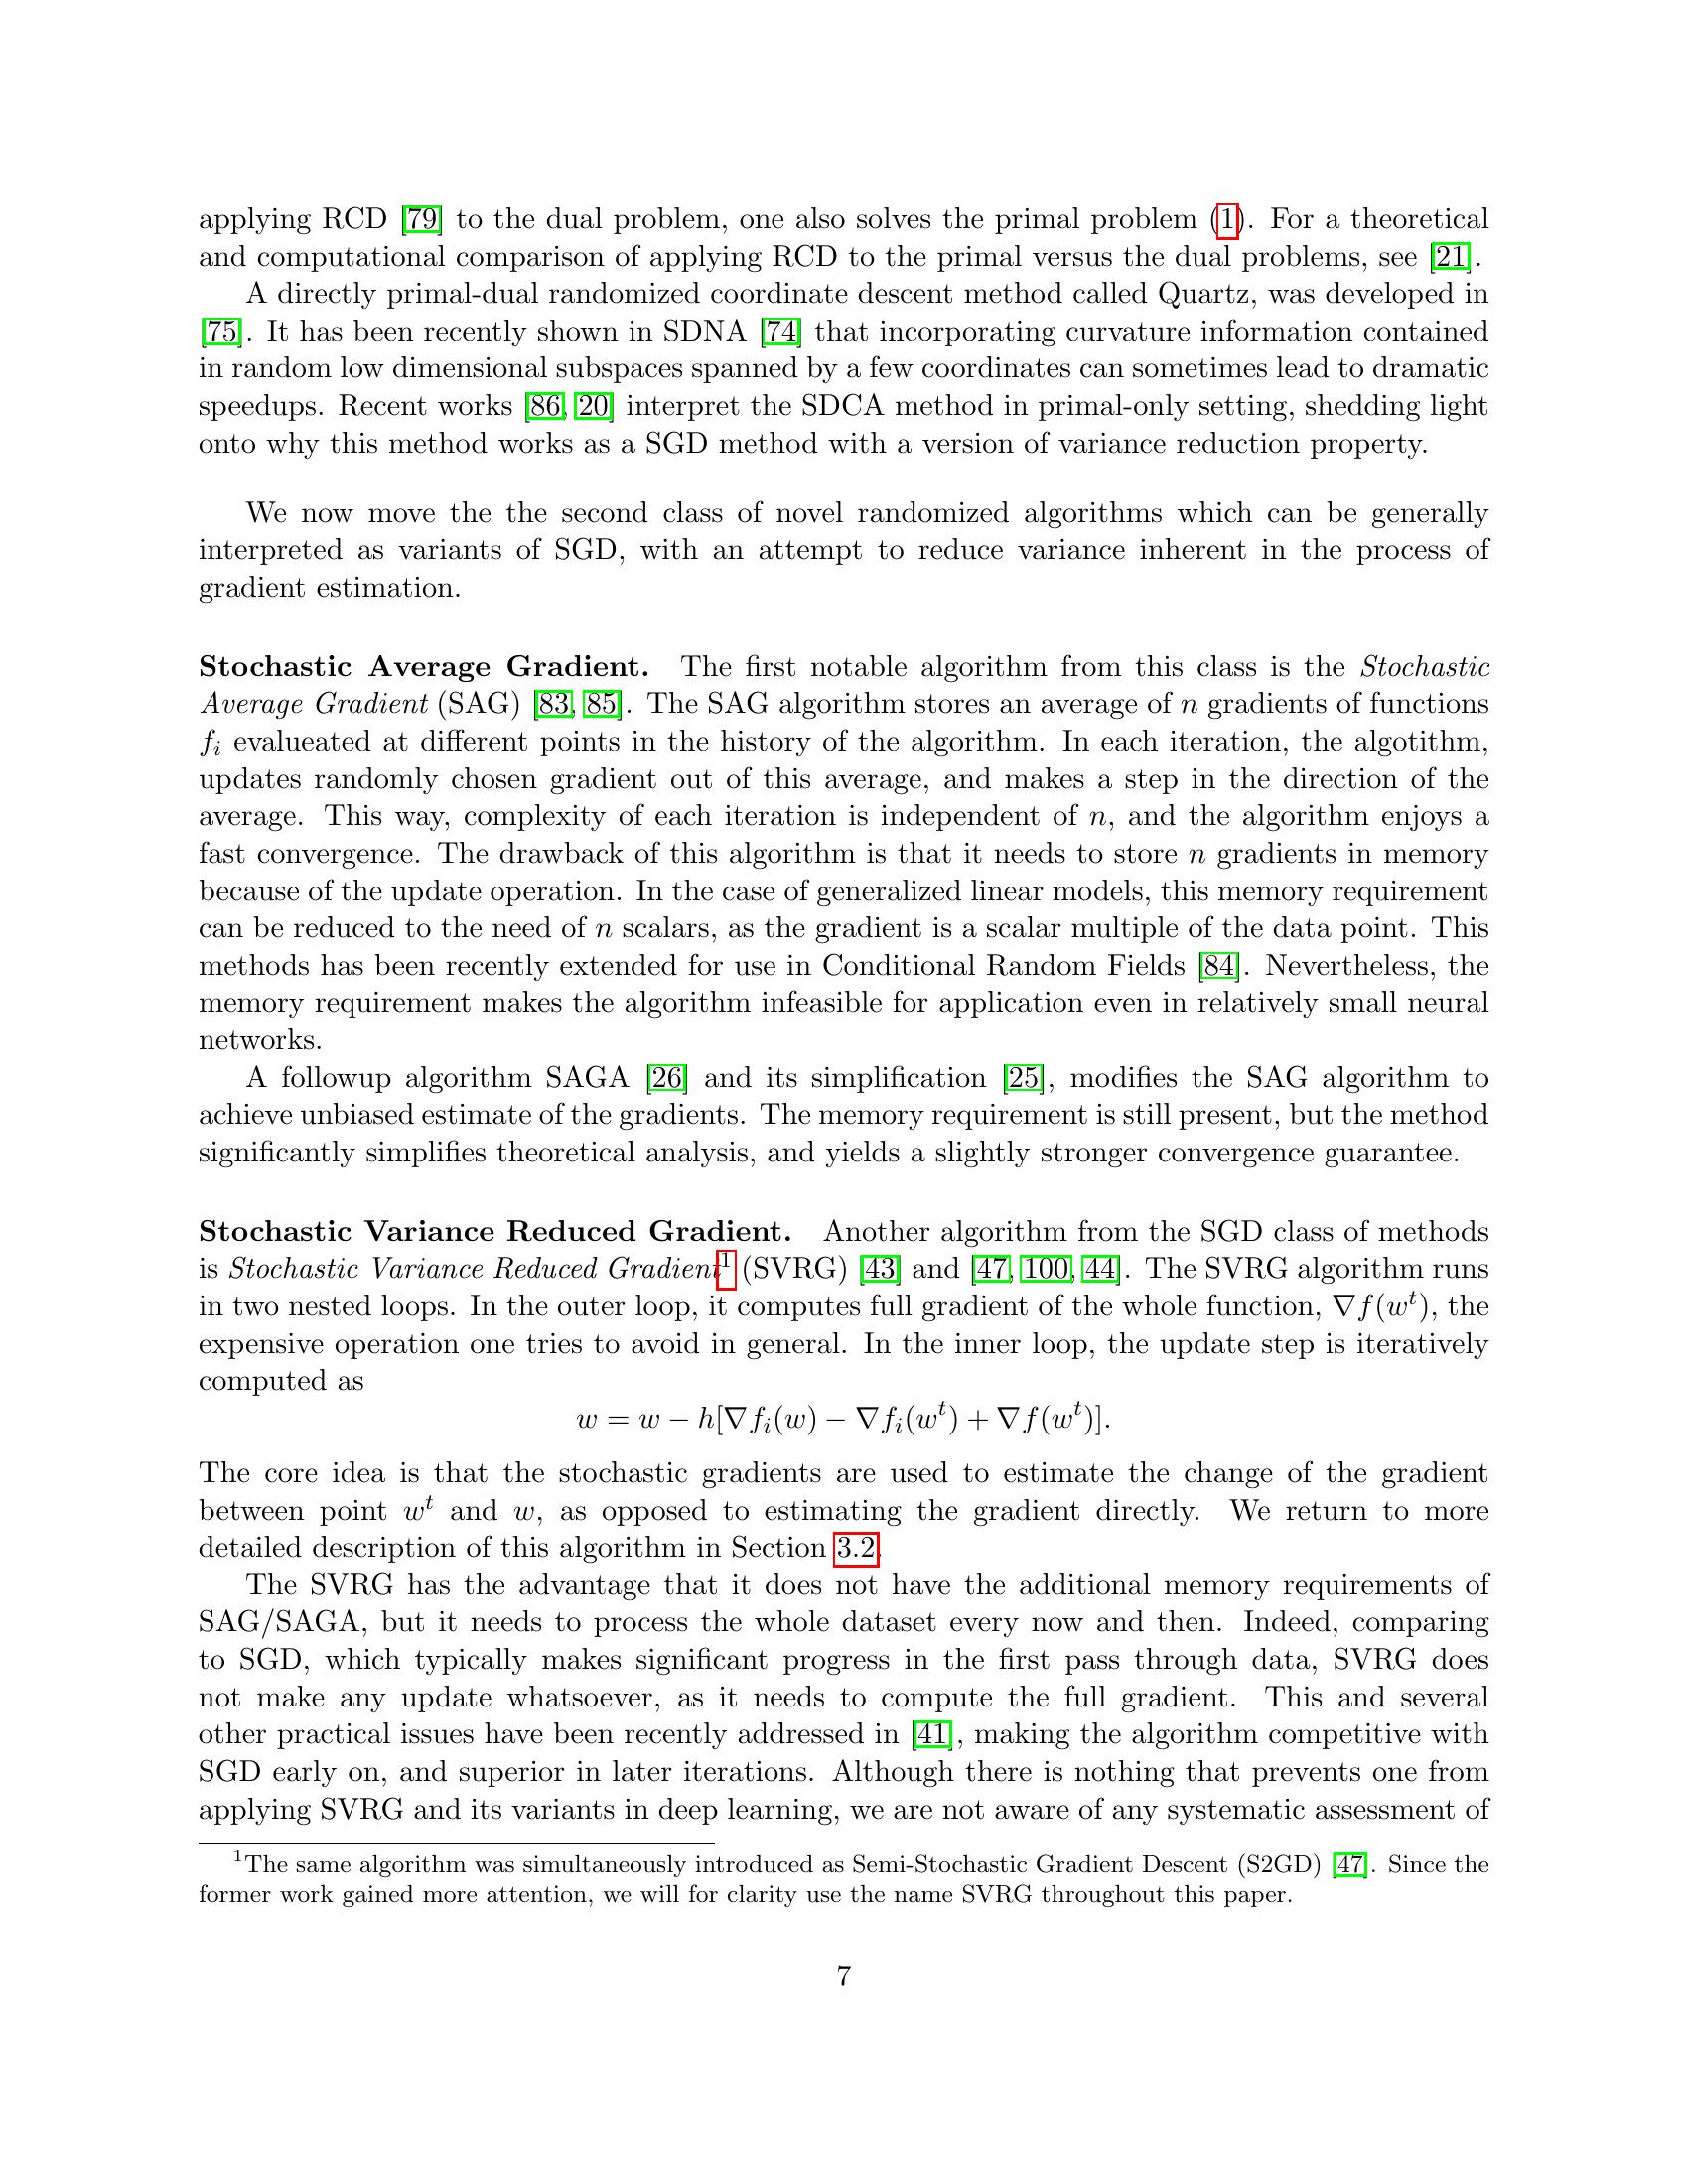 applying RCD [79] to the dual problem, one also solves the primal problem (1). For a theoretical
and computational comparison of applying RCD to the primal versus the dual problems, see [21].
A directly primal-dual randomized coordinate descent method called Quartz, was developed in
[75]. It has been recently shown in SDNA [74] that incorporating curvature information contained
in random low dimensional subspaces spanned by a few coordinates can sometimes lead to dramatic
speedups. Recent works [86, 20] interpret the SDCA method in primal-only setting, shedding light
onto why this method works as a SGD method with a version of variance reduction property.
We now move the the second class of novel randomized algorithms which can be generally
interpreted as variants of SGD, with an attempt to reduce variance inherent in the process of
gradient estimation.
Stochastic Average Gradient. The first notable algorithm from this class is the Stochastic
Average Gradient (SAG) [83, 85]. The SAG algorithm stores an average of n gradients of functions
f_i evalueated at different points in the history of the algorithm. In each iteration, the algotithm,
updates randomly chosen gradient out of this average, and makes a step in the direction of the
average. This way, complexity of each iteration is independent of n, and the algorithm enjoys a
fast convergence. The drawback of this algorithm is that it needs to store n gradients in memory
because of the update operation. In the case of generalized linear models, this memory requirement
can be reduced to the need of n scalars, as the gradient is a scalar multiple of the data point. This
methods has been recently extended for use in Conditional Random Fields [84]. Nevertheless, the
memory requirement makes the algorithm infeasible for application even in relatively small neural
networks.
A followup algorithm SAGA [26] and its simplification [25], modifies the SAG algorithm to
achieve unbiased estimate of the gradients. The memory requirement is still present, but the method
significantly simplifies theoretical analysis, and yields a slightly stronger convergence guarantee.
Stochastic Variance Reduced Gradient. Another algorithm from the SGD class of methods
is Stochastic Variance Reduced Gradient¹ (SVRG) [43] and [47, 100, 44]. The SVRG algorithm runs
in two nested loops. In the outer loop, it computes full gradient of the whole function, ∇f(w^t), the
expensive operation one tries to avoid in general. In the inner loop, the update step is iteratively
computed as
w = w − h[∇f_i(w) − ∇f_i(w^t) + ∇f(w^t)].
The core idea is that the stochastic gradients are used to estimate the change of the gradient
between point w^t and w, as opposed to estimating the gradient directly. We return to more
detailed description of this algorithm in Section 3.2.
The SVRG has the advantage that it does not have the additional memory requirements of
SAG/SAGA, but it needs to process the whole dataset every now and then. Indeed, comparing
to SGD, which typically makes significant progress in the first pass through data, SVRG does
not make any update whatsoever, as it needs to compute the full gradient. This and several
other practical issues have been recently addressed in [41], making the algorithm competitive with
SGD early on, and superior in later iterations. Although there is nothing that prevents one from
applying SVRG and its variants in deep learning, we are not aware of any systematic assessment of
¹The same algorithm was simultaneously introduced as Semi-Stochastic Gradient Descent (S2GD) [47]. Since the
former work gained more attention, we will for clarity use the name SVRG throughout this paper.
7